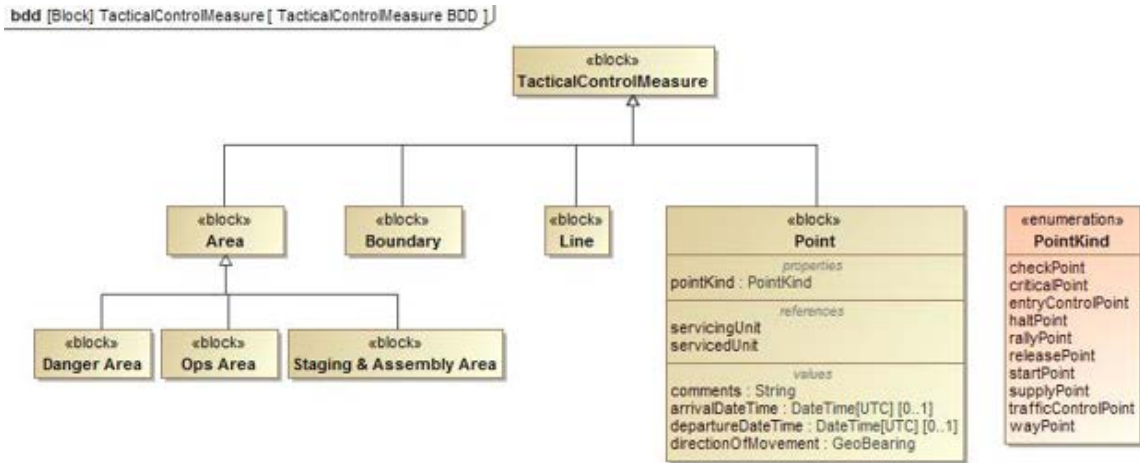 bdd [Block] TacticalControlMeasure [ TacticalControlMeasure BDD ]
«block»
TacticalControlMeasure
«block»
Area
«block»
Boundary
«block»
Line
«block»
Point
properties
pointKind : PointKind
references
servicingUnit
servicedUnit
values
comments : String
arrivalDateTime : DateTime[UTC] [0..1]
departureDateTime : DateTime[UTC] [0..1]
directionOfMovement : GeoBearing
«enumeration»
PointKind
checkPoint
criticalPoint
entryControlPoint
haltPoint
rallyPoint
releasePoint
startPoint
supplyPoint
trafficControlPoint
wayPoint
«block»
Danger Area
«block»
Ops Area
«block»
Staging & Assembly Area